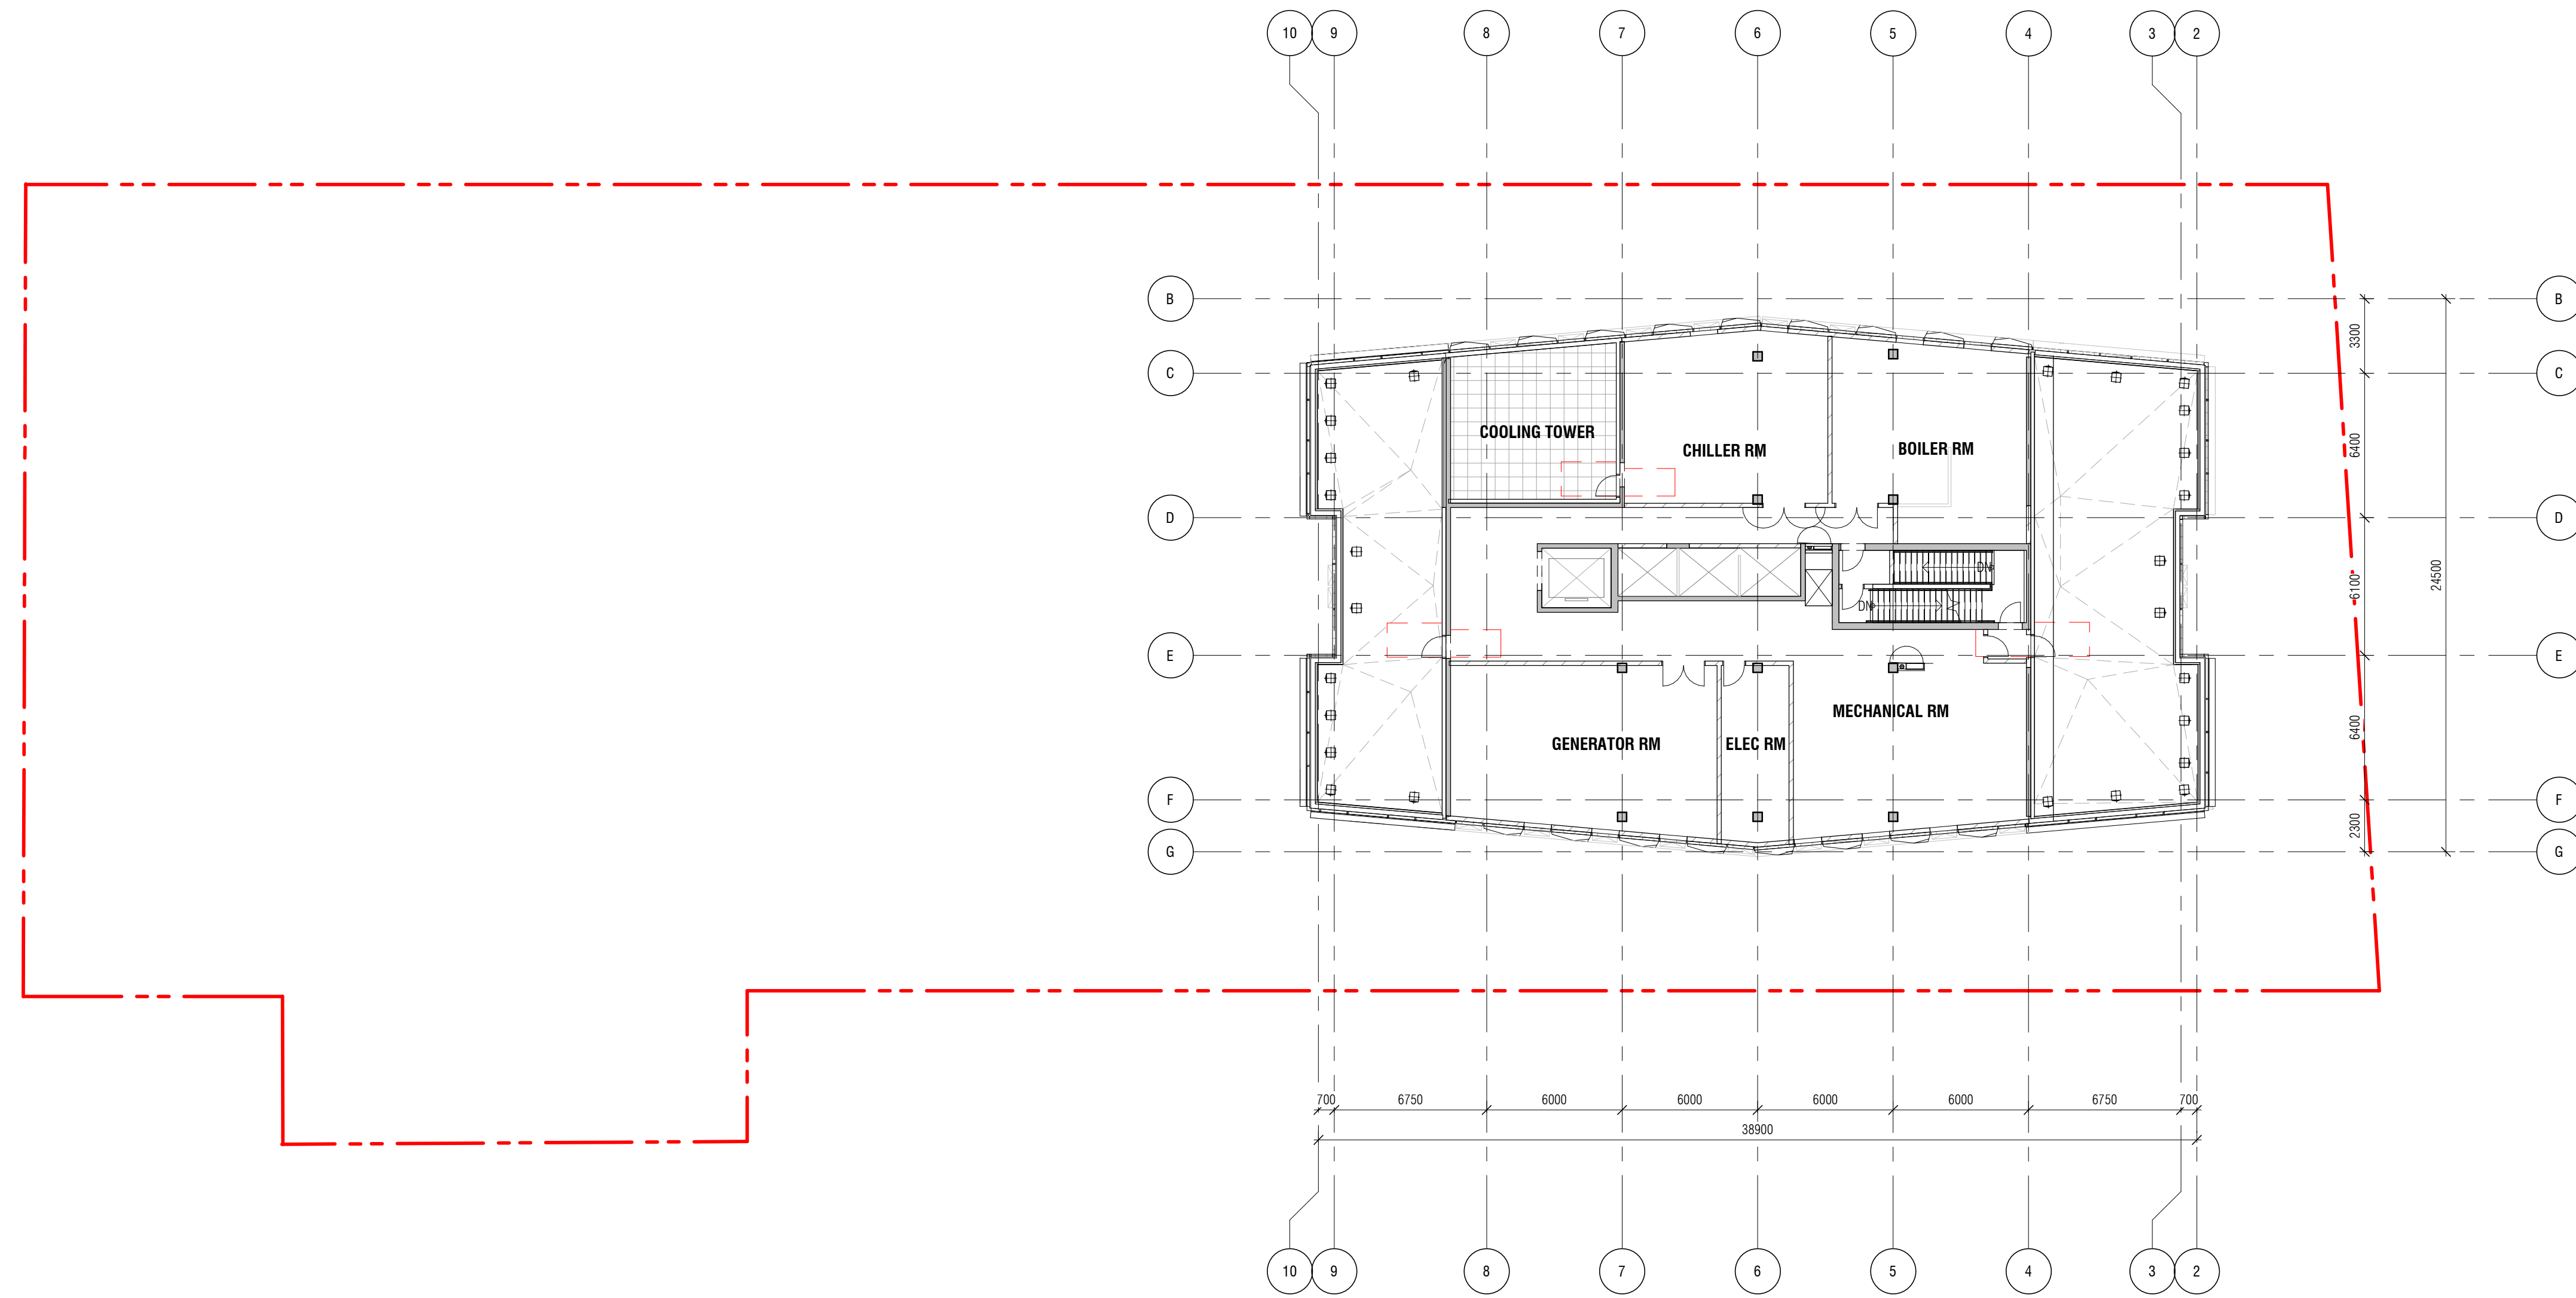 10 9 8 7 6 5 4 3 2
B B
3300
C C
COOLING TOWER
CHILLER RM
BOILER RM
6400
D D
DN
6100
24500
DN
E E
MECHANICAL RM
GENERATOR RM
ELEC RM
6400
F F
2300
G G
700 6750 6000 6000 6000 6000 6750 700
38900
10 9 8 7 6 5 4 3 2